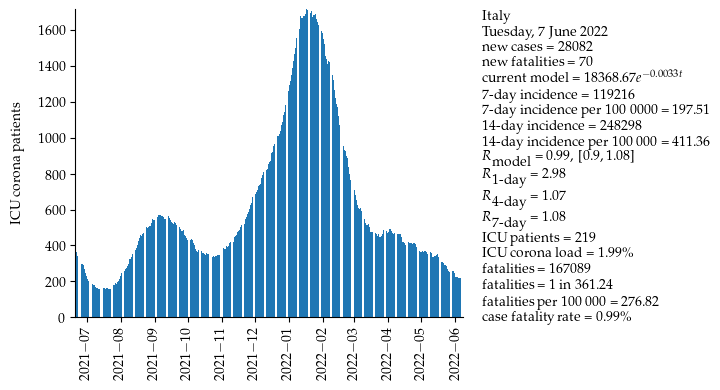 ICU corona patients
1600
1400
1200
1000
800
600
400
200
0
2021−07
2021−08
2021−09
2021−10
2021−11
2021−12
2022−01
2022−02
2022−03
2022−04
2022−05
2022−06
Italy
Tuesday, 7 June 2022
new cases = 28082
new fatalities = 70
current model = 18368.67e^−0.0033t
7-day incidence = 119216
7-day incidence per 100 0000 = 197.51
14-day incidence = 248298
14-day incidence per 100 000 = 411.36
R model = 0.99, [0.9, 1.08]
R 1-day = 2.98
R 4-day = 1.07
R 7-day = 1.08
ICU patients = 219
ICU corona load = 1.99%
fatalities = 167089
fatalities = 1 in 361.24
fatalities per 100 000 = 276.82
case fatality rate = 0.99%